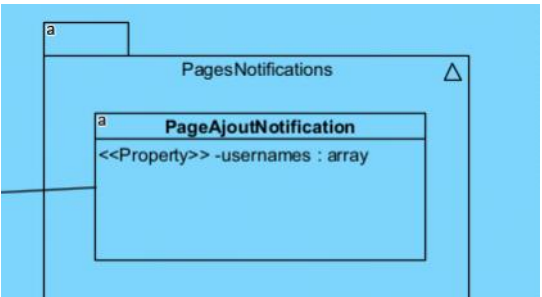 a
PagesNotifications
a
PageAjoutNotification
<<Property>> -usernames : array